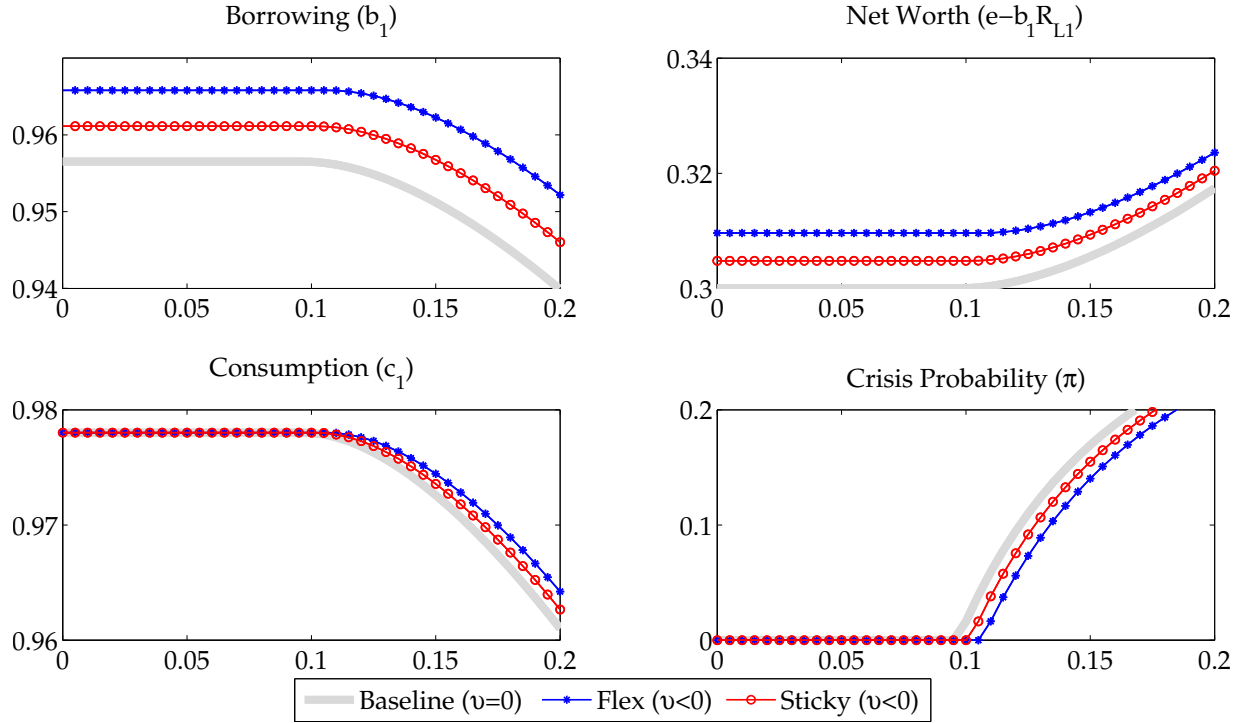 Borrowing (b1)
0.96
0.95
0.94
0 0.05 0.1 0.15 0.2
Net Worth (e−b1RL1)
0.34
0.32
0.3
0 0.05 0.1 0.15 0.2
Consumption (c1)
0.98
0.97
0.96
0 0.05 0.1 0.15 0.2
Crisis Probability (π)
0.2
0.1
0
0 0.05 0.1 0.15 0.2
Baseline (υ=0) Flex (υ<0) Sticky (υ<0)